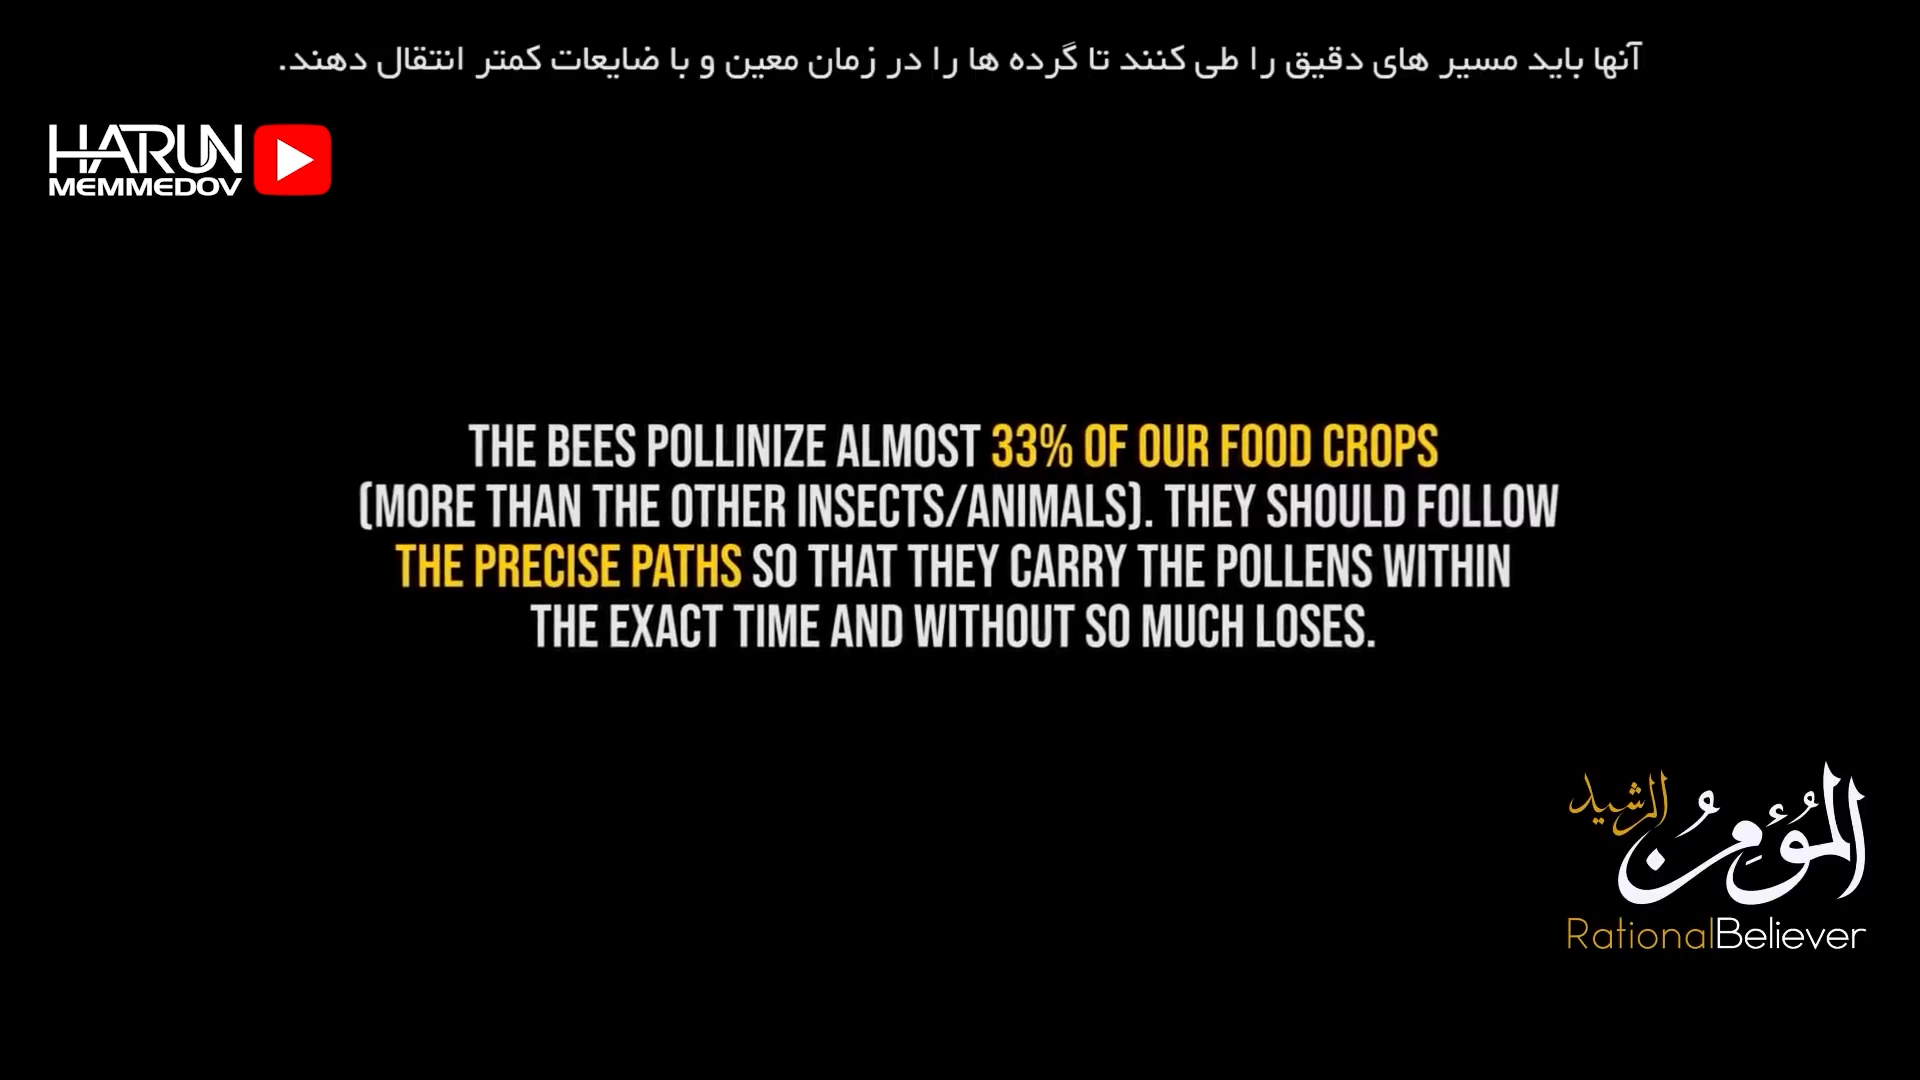 آنها باید مسیر های دقیق را طی کنند تا گرده ها را در زمان معین و با ضایعات کمتر انتقال دهند.
HARUN
MEMMEDOV
THE BEES POLLINIZE ALMOST 33% OF OUR FOOD CROPS
(MORE THAN THE OTHER INSECTS/ANIMALS). THEY SHOULD FOLLOW
THE PRECISE PATHS SO THAT THEY CARRY THE POLLENS WITHIN
THE EXACT TIME AND WITHOUT SO MUCH LOSES.
المُؤمِنُ الرشيد
RationalBeliever